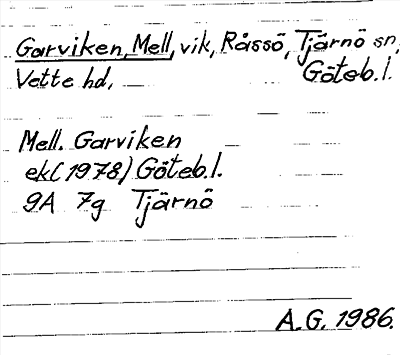 Garviken, Mell, vik, Råssö, Tjärnö sn,
Vette hd, Göteb.l.
Mell. Garviken
ek(1978) Göteb.l.
9A 7g Tjärnö
A.G. 1986.